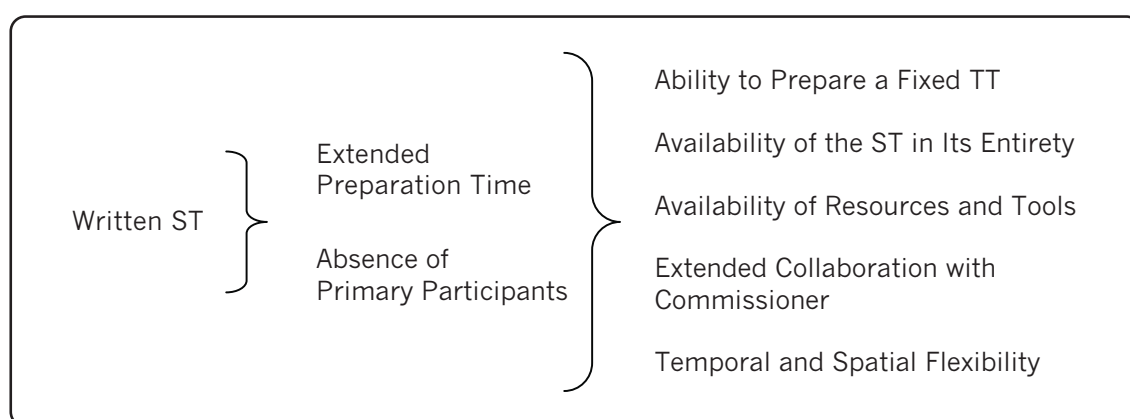 Written ST
Extended
Preparation Time
Absence of
Primary Participants
Ability to Prepare a Fixed TT
Availability of the ST in Its Entirety
Availability of Resources and Tools
Extended Collaboration with
Commissioner
Temporal and Spatial Flexibility